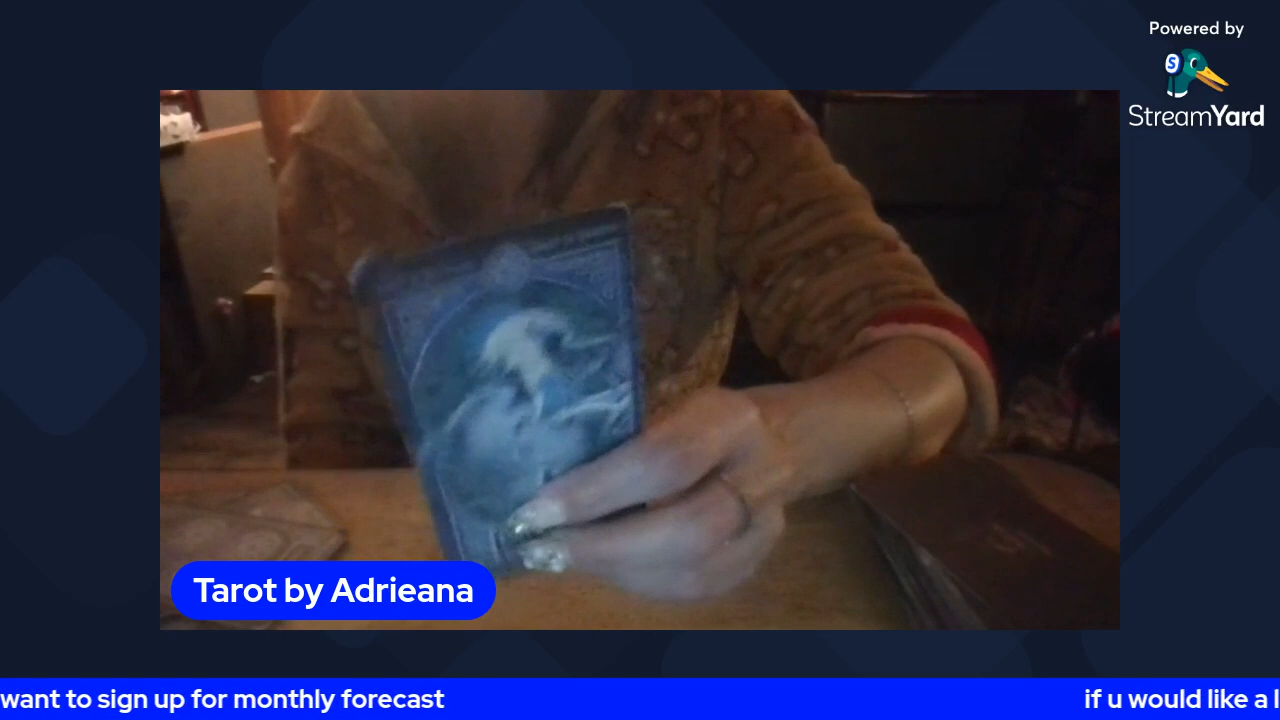 Powered by
StreamYard
Tarot by Adrieana
want to sign up for monthly forecast
if u would like a l